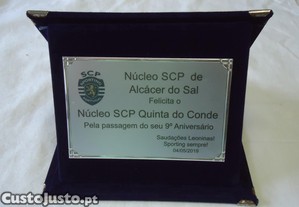 SCP
Núcleo SCP de
Alcácer do Sal
Felicita o
Núcleo SCP Quinta do Conde
Pela passagem do seu 9º Aniversário
Saudações Leoninas!
Sporting sempre!
CustoJusto.pt